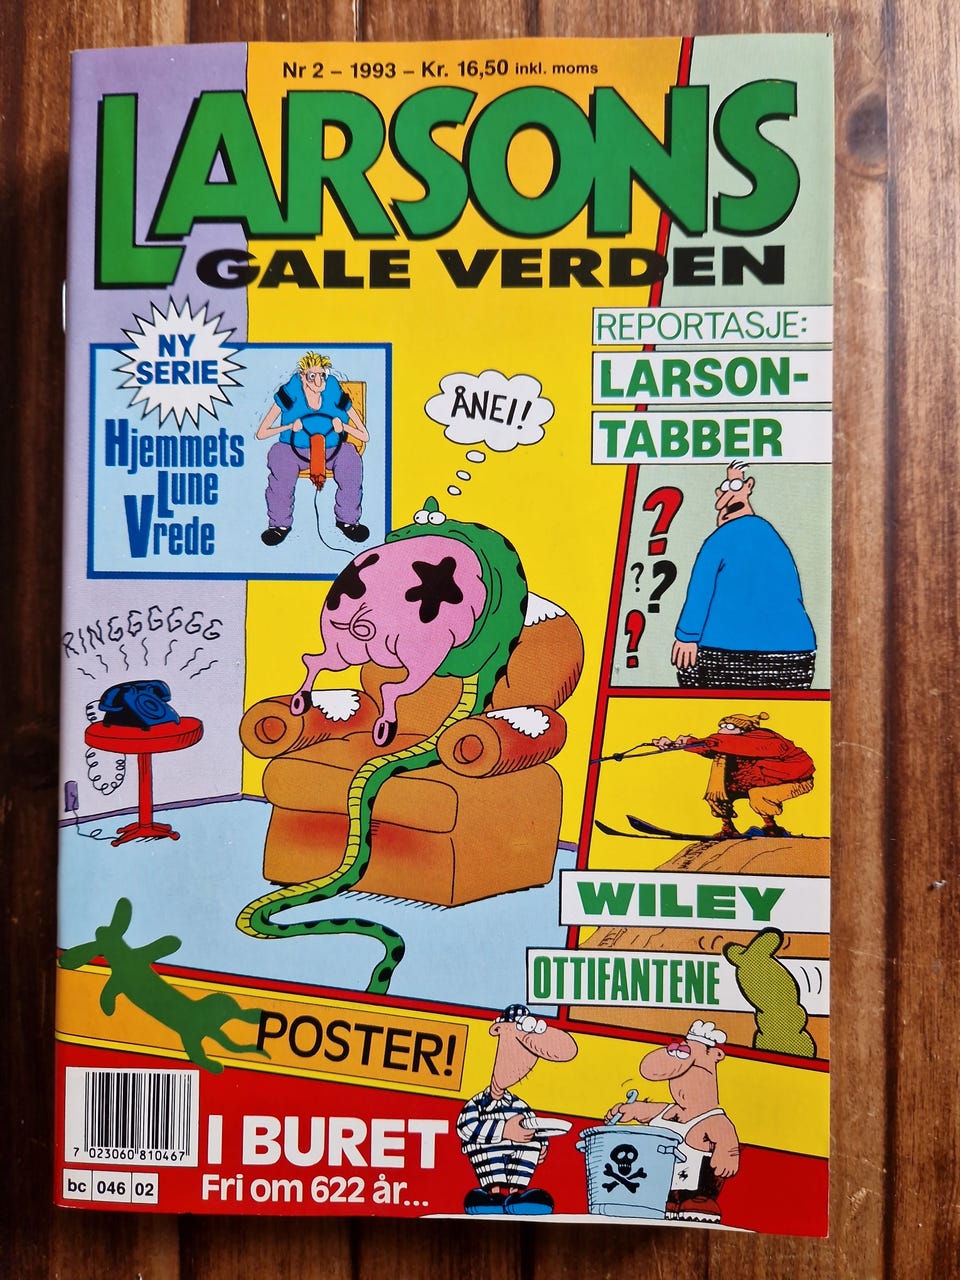 Nr 2 – 1993 – Kr. 16,50 inkl. moms
LARSONS
GALE VERDEN
REPORTASJE:
LARSON-
TABBER
NY
SERIE
Hjemmets
Lune
Vrede
ÅNEI!
???
?
RINGGGGGG
WILEY
OTTIFANTENE
POSTER!
I BURET
Fri om 622 år...
7 023060 810467
bc 046 02